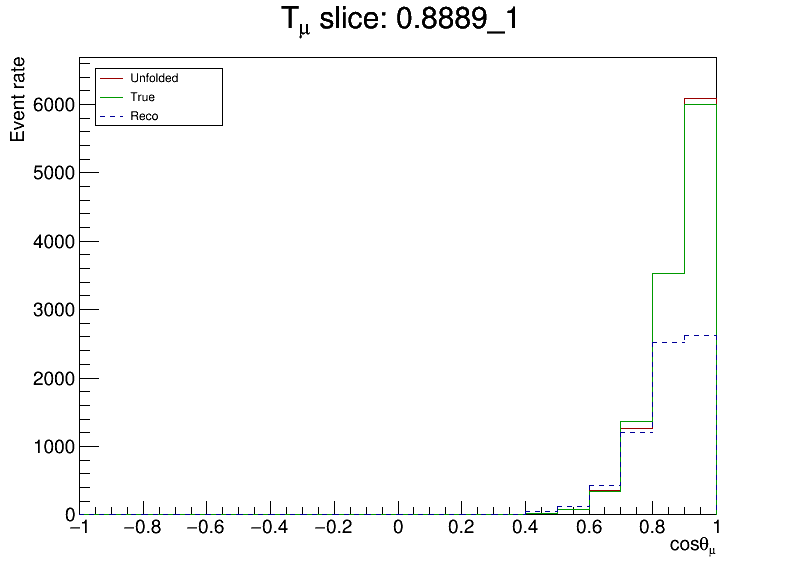 Tμ slice: 0.8889_1
Event rate
Unfolded
True
Reco
6000
5000
4000
3000
2000
1000
0
−1 −0.8 −0.6 −0.4 −0.2 0 0.2 0.4 0.6 0.8 1
cosθμ